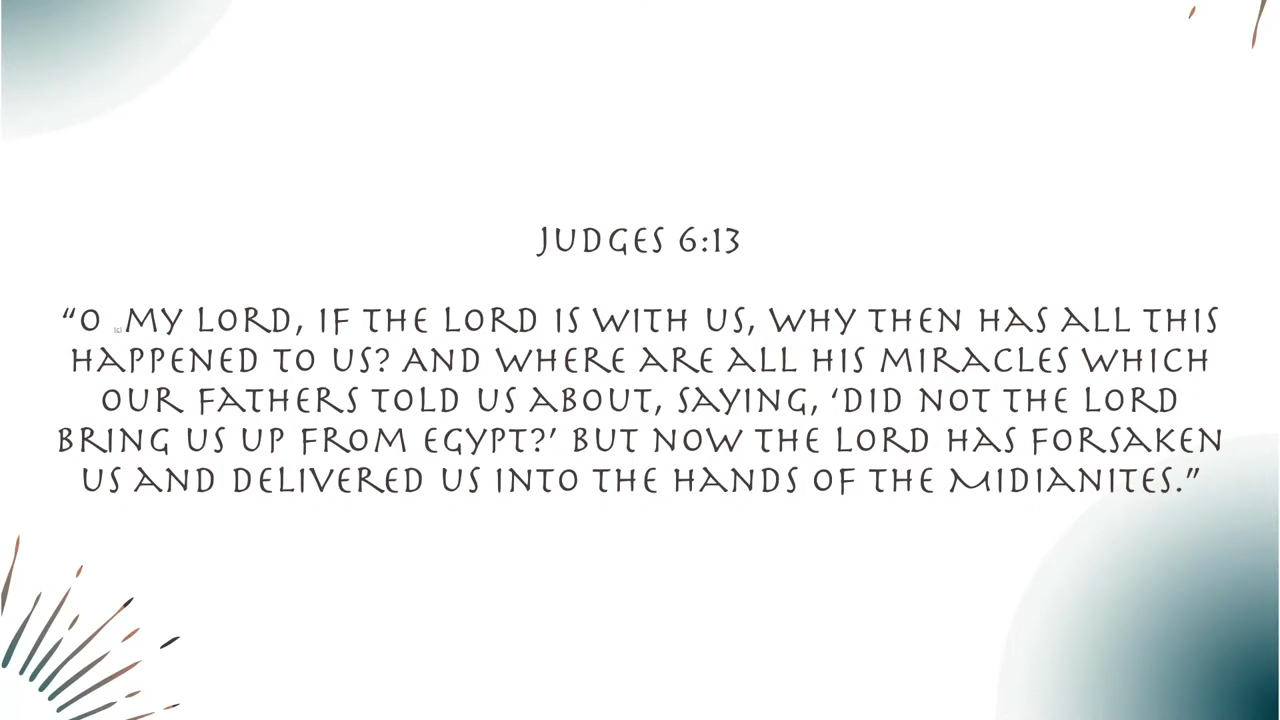 JUDGES 6:13
“O [c]MY LORD, IF THE LORD IS WITH US, WHY THEN HAS ALL THIS
HAPPENED TO US? AND WHERE ARE ALL HIS MIRACLES WHICH
OUR FATHERS TOLD US ABOUT, SAYING, ‘DID NOT THE LORD
BRING US UP FROM EGYPT?’ BUT NOW THE LORD HAS FORSAKEN
US AND DELIVERED US INTO THE HANDS OF THE MIDIANITES.”